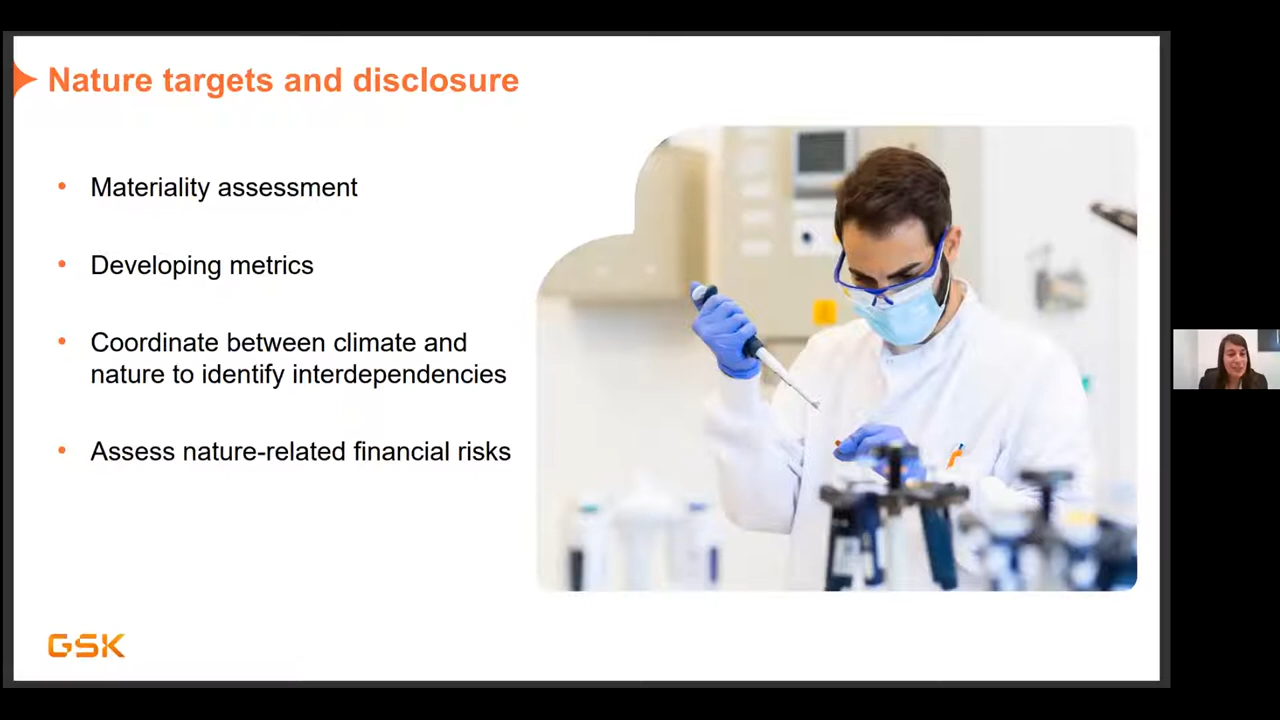 Nature targets and disclosure
• Materiality assessment
• Developing metrics
• Coordinate between climate and
nature to identify interdependencies
• Assess nature-related financial risks
GSK